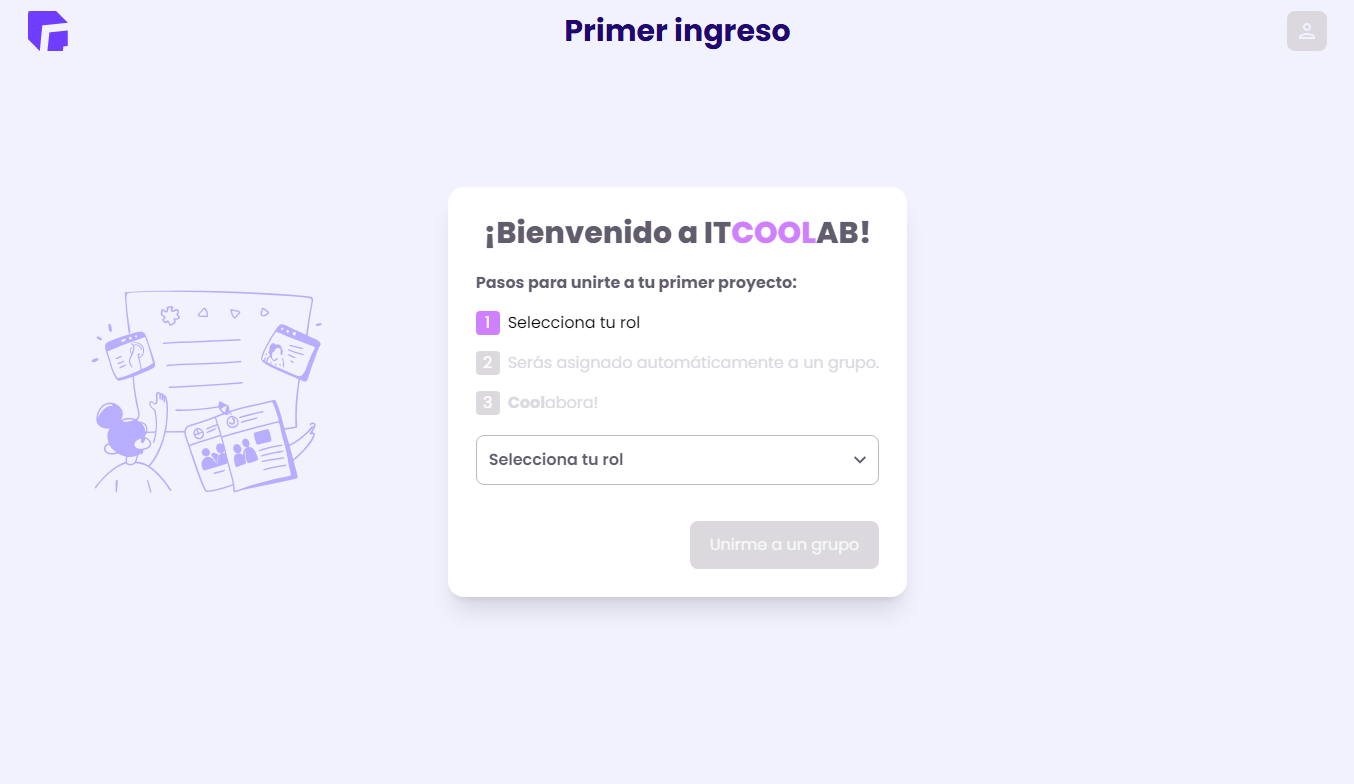 Primer ingreso
¡Bienvenido a ITCOOLAB!
Pasos para unirte a tu primer proyecto:
1 Selecciona tu rol
2 Serás asignado automáticamente a un grupo.
3 Coolabora!
Selecciona tu rol
Unirme a un grupo